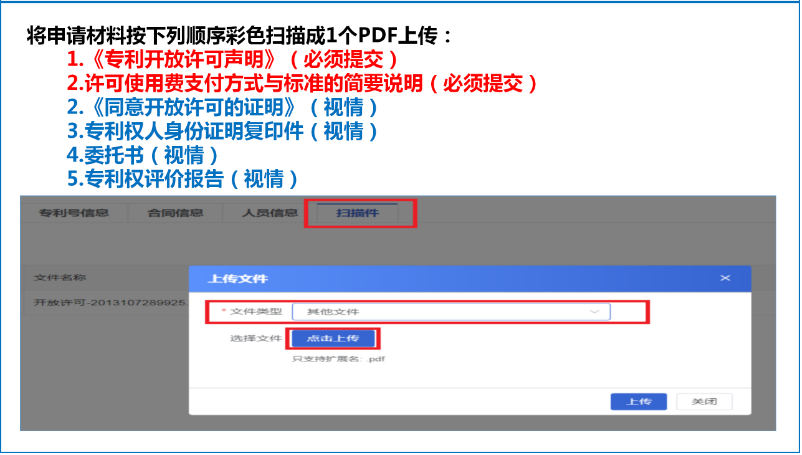 将申请材料按下列顺序彩色扫描成1个PDF上传：
1.《专利开放许可声明》（必须提交）
2.许可使用费支付方式与标准的简要说明（必须提交）
2.《同意开放许可的证明》（视情）
3.专利权人身份证明复印件（视情）
4.委托书（视情）
5.专利权评价报告（视情）
专利号信息 合同信息 人员信息 扫描件
上传文件 ×
文件名称
开放许可-2013107289925.
* 文件类型 其他文件
选择文件 点击上传
只支持扩展名: .pdf
上传 关闭